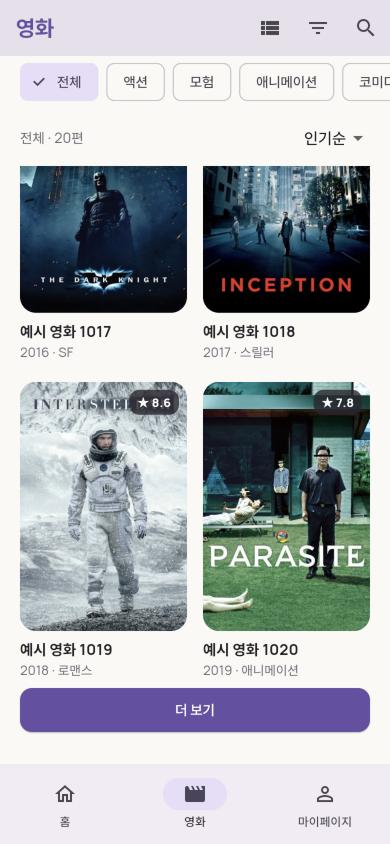 영화
전체
액션
모험
애니메이션
전체 · 20편
인기순
THE DARK KNIGHT
INCEPTION
예시 영화 1017
2016 · SF
예시 영화 1018
2017 · 스릴러
★ 8.6
★ 7.8
PARASITE
예시 영화 1019
2018 · 로맨스
예시 영화 1020
2019 · 애니메이션
더 보기
홈
영화
마이페이지